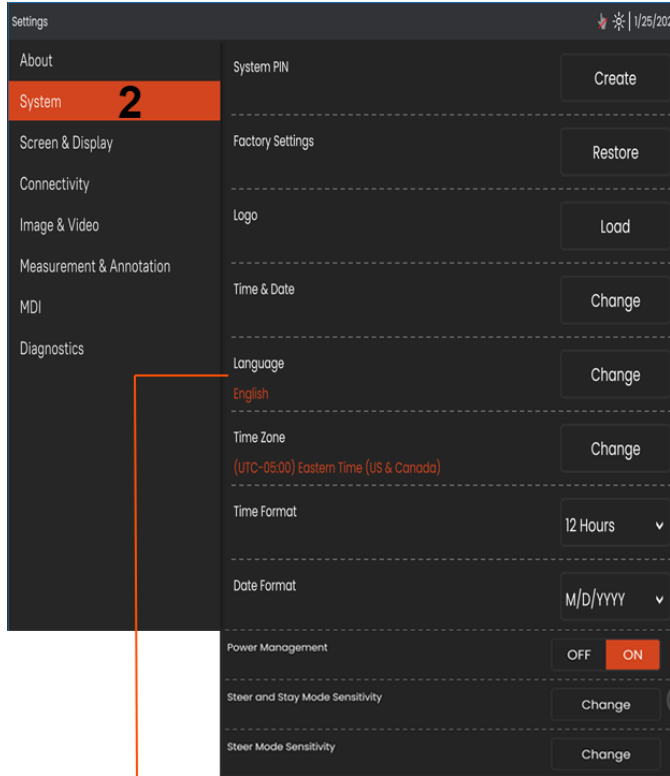 Settings
1/25/202
About
System 2
Screen & Display
Connectivity
Image & Video
Measurement & Annotation
MDI
Diagnostics
System PIN Create
Factory Settings Restore
Logo Load
Time & Date Change
Language Change
English
Time Zone Change
(UTC-05:00) Eastern Time (US & Canada)
Time Format 12 Hours
Date Format M/D/YYYY
Power Management OFF ON
Steer and Stay Mode Sensitivity Change
Steer Mode Sensitivity Change